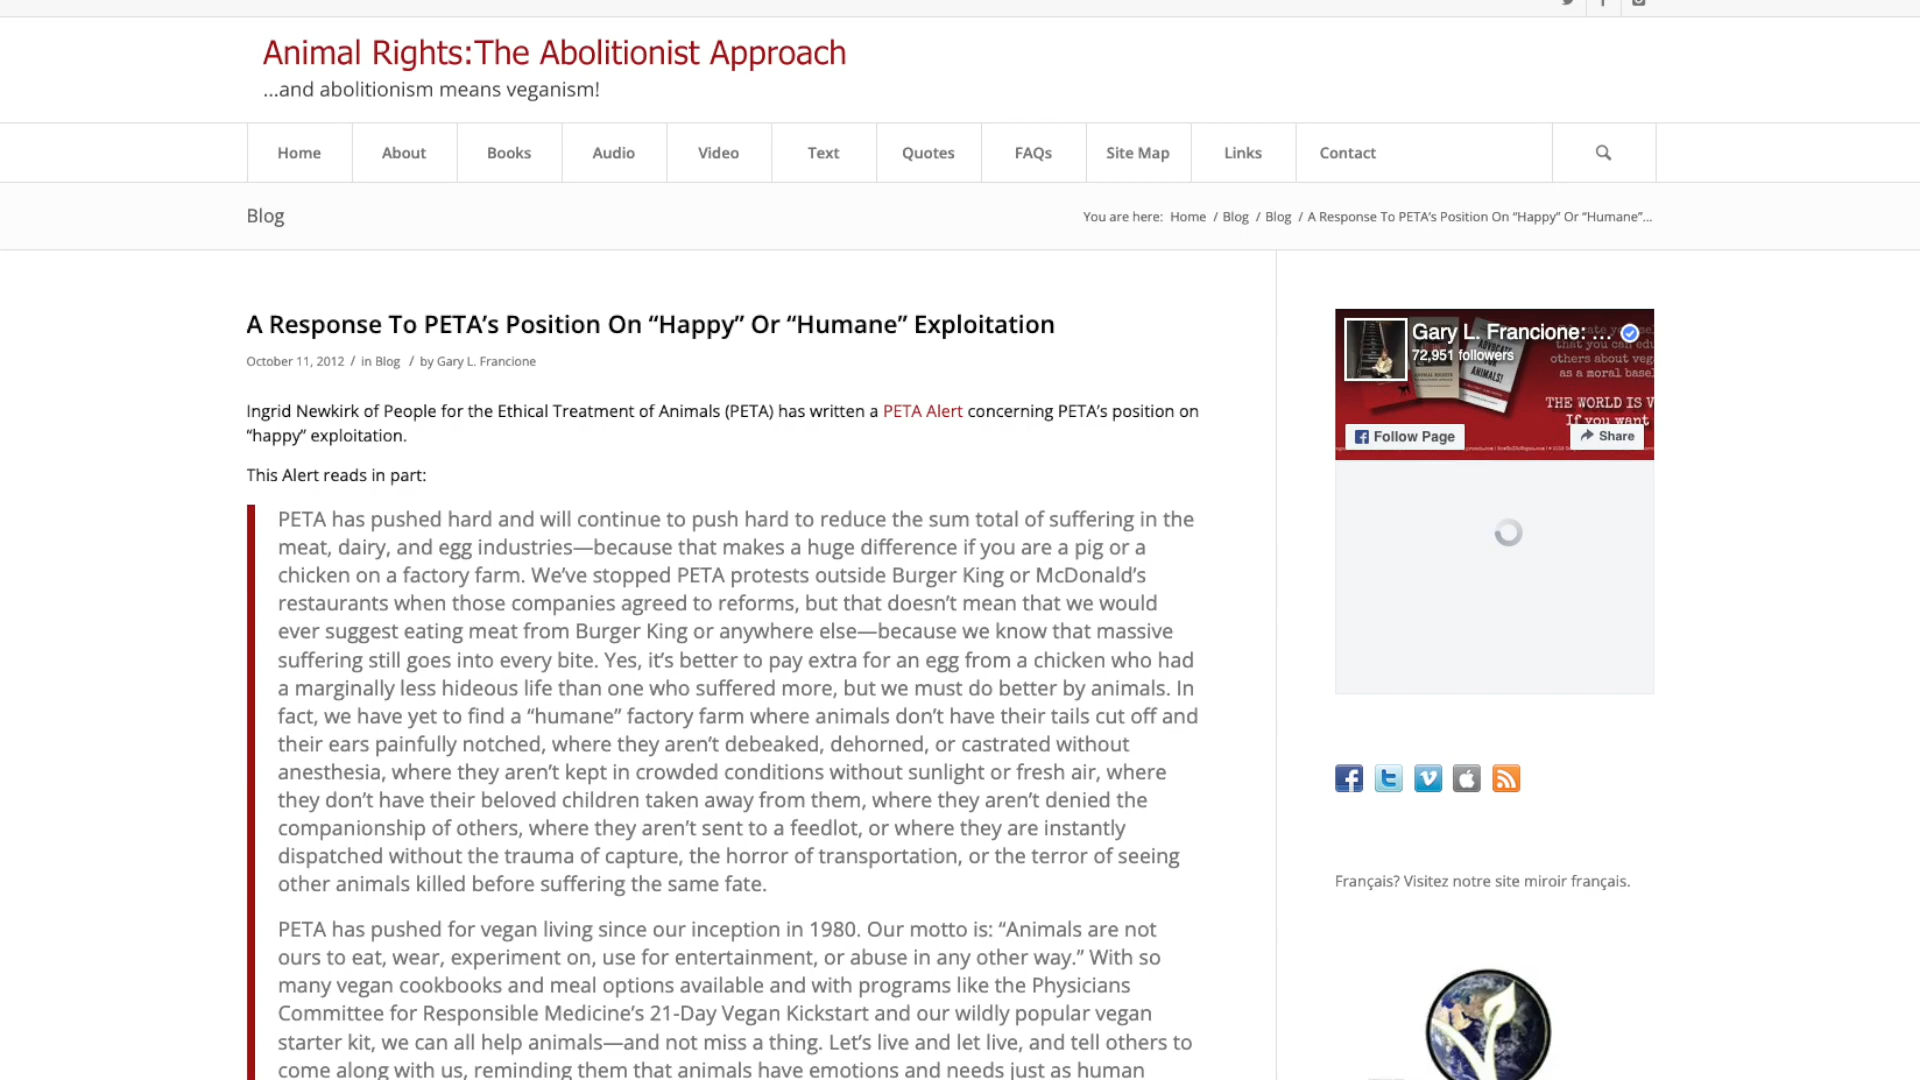 Animal Rights:The Abolitionist Approach
...and abolitionism means veganism!
Home
About
Books
Audio
Video
Text
Quotes
FAQs
Site Map
Links
Contact
Blog
You are here: Home / Blog / Blog / A Response To PETA’s Position On “Happy” Or “Humane”...
A Response To PETA’s Position On “Happy” Or “Humane” Exploitation
October 11, 2012 / in Blog / by Gary L. Francione
Ingrid Newkirk of People for the Ethical Treatment of Animals (PETA) has written a PETA Alert concerning PETA’s position on
“happy” exploitation.
This Alert reads in part:
PETA has pushed hard and will continue to push hard to reduce the sum total of suffering in the
meat, dairy, and egg industries—because that makes a huge difference if you are a pig or a
chicken on a factory farm. We’ve stopped PETA protests outside Burger King or McDonald’s
restaurants when those companies agreed to reforms, but that doesn’t mean that we would
ever suggest eating meat from Burger King or anywhere else—because we know that massive
suffering still goes into every bite. Yes, it’s better to pay extra for an egg from a chicken who had
a marginally less hideous life than one who suffered more, but we must do better by animals. In
fact, we have yet to find a “humane” factory farm where animals don’t have their tails cut off and
their ears painfully notched, where they aren’t debeaked, dehorned, or castrated without
anesthesia, where they aren’t kept in crowded conditions without sunlight or fresh air, where
they don’t have their beloved children taken away from them, where they aren’t denied the
companionship of others, where they aren’t sent to a feedlot, or where they are instantly
dispatched without the trauma of capture, the horror of transportation, or the terror of seeing
other animals killed before suffering the same fate.
PETA has pushed for vegan living since our inception in 1980. Our motto is: “Animals are not
ours to eat, wear, experiment on, use for entertainment, or abuse in any other way.” With so
many vegan cookbooks and meal options available and with programs like the Physicians
Committee for Responsible Medicine’s 21-Day Vegan Kickstart and our wildly popular vegan
starter kit, we can all help animals—and not miss a thing. Let’s live and let live, and tell others to
come along with us, reminding them that animals have emotions and needs just as human
Gary L. Francione: ...
72,951 followers
that you can edu
others about veg
as a moral base
THE WORLD IS V
If you want
ANIMALS!
Follow Page
Share
Français? Visitez notre site miroir français.